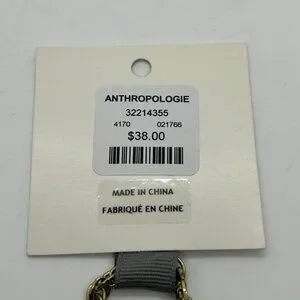 ANTHROPOLOGIE
32214355
4170 021766
$38.00
MADE IN CHINA
FABRIQUÉ EN CHINE